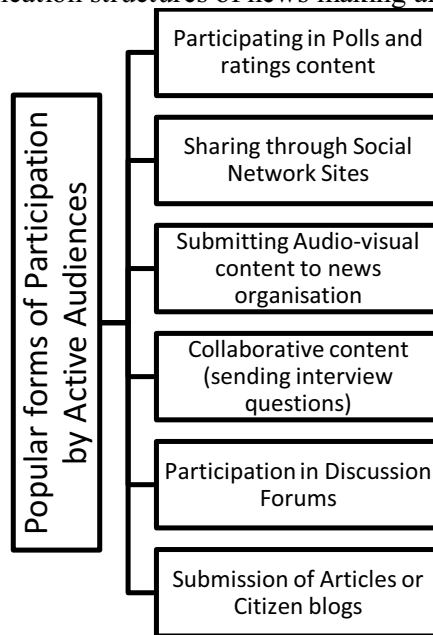 Participating in Polls and
ratings content
Popular forms of Participation
by Active Audiences
Sharing through Social
Network Sites
Submitting Audio-visual
content to news
organisation
Collaborative content
(sending interview
questions)
Participation in Discussion
Forums
Submission of Articles or
Citizen blogs